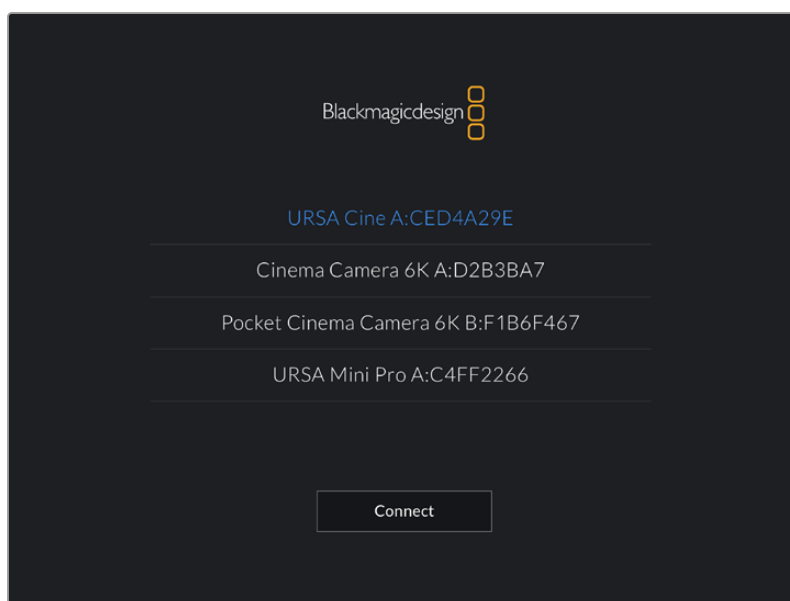 Blackmagicdesign
URSA Cine A:CED4A29E
Cinema Camera 6K A:D2B3BA7
Pocket Cinema Camera 6K B:F1B6F467
URSA Mini Pro A:C4FF2266
Connect